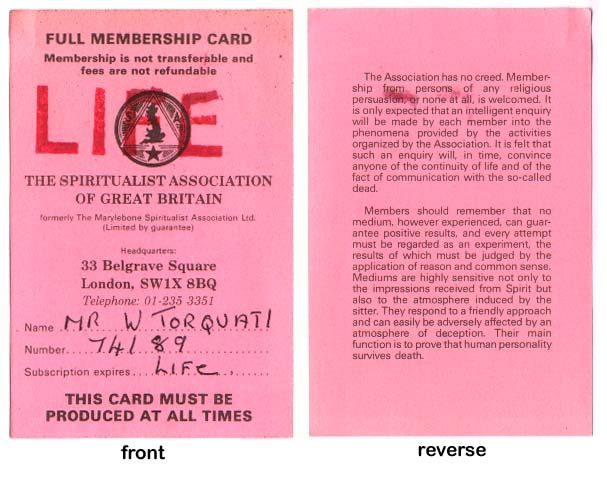 FULL MEMBERSHIP CARD
Membership is not transferable and
fees are not refundable
LIFE
S A
THE SPIRITUALIST ASSOCIATION
OF GREAT BRITAIN
formerly The Marylebone Spiritualist Association Ltd.
(Limited by guarantee)
Headquarters:
33 Belgrave Square
London, SW1X 8BQ
Telephone: 01-235 3351
Name MR W TORQUATI
Number 74/89
Subscription expires LIFE
THIS CARD MUST BE
PRODUCED AT ALL TIMES
front
The Association has no creed. Member-
ship from persons of any religious
persuasion, or none at all, is welcomed. It
is only expected that an intelligent enquiry
will be made by each member into the
phenomena provided by the activities
organized by the Association. It is felt that
such an enquiry will, in time, convince
anyone of the continuity of life and of the
fact of communication with the so-called
dead.
Members should remember that no
medium, however experienced, can guar-
antee positive results, and every attempt
must be regarded as an experiment, the
results of which must be judged by the
application of reason and common sense.
Mediums are highly sensitive not only to
the impressions received from Spirit but
also to the atmosphere induced by the
sitter. They respond to a friendly approach
and can easily be adversely affected by an
atmosphere of deception. Their main
function is to prove that human personality
survives death.
reverse